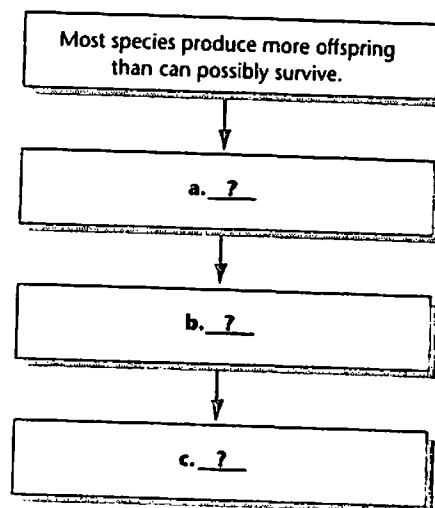 Most species produce more offspring
than can possibly survive.
a. ?
b. ?
c. ?